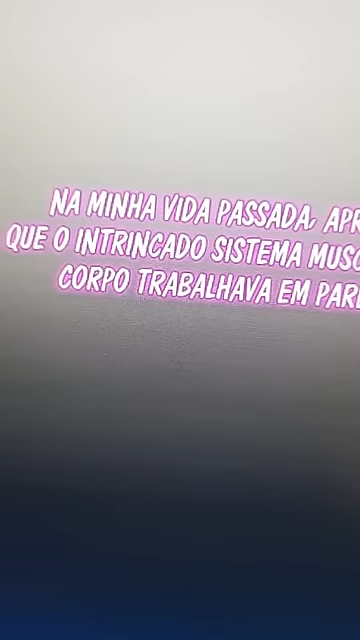 NA MINHA VIDA PASSADA, APR
QUE O INTRINCADO SISTEMA MUSC
CORPO TRABALHAVA EM PAR